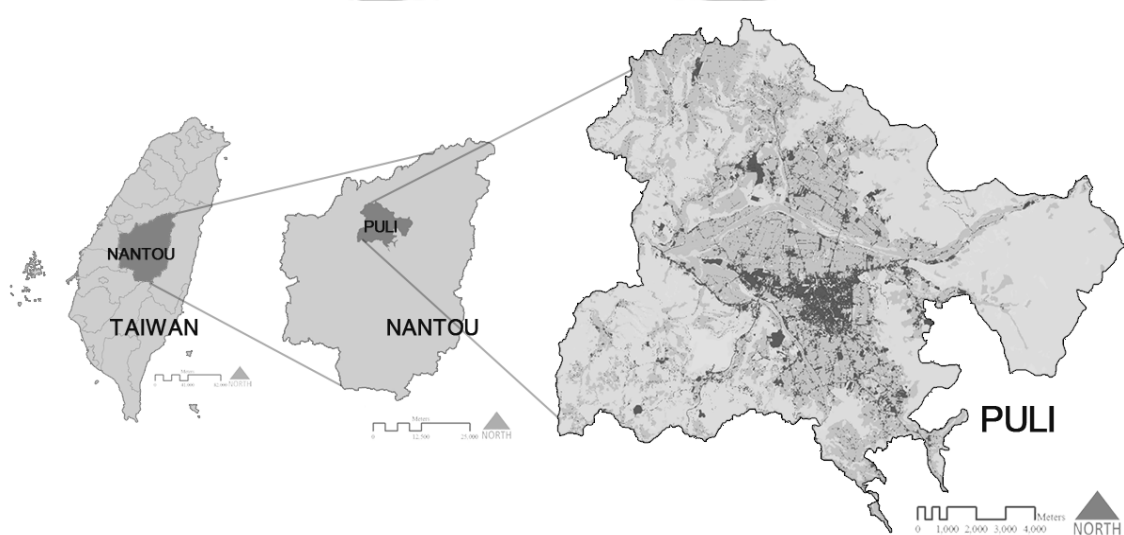 NANTOU
TAIWAN
Meters
0
NORTH
PULI
NANTOU
Meters
0 12,500 25,000
NORTH
PULI
Meters
0 1,000 2,000 3,000 4,000
NORTH